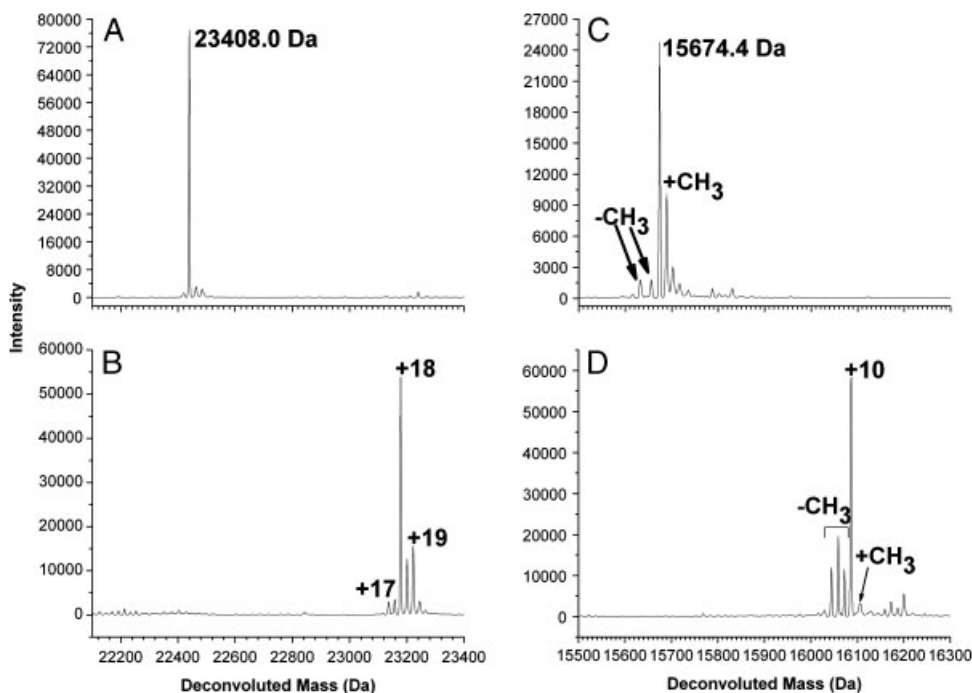 A
23408.0 Da
80000
72000
64000
56000
48000
40000
32000
24000
16000
8000
0
C
15674.4 Da
+CH3
-CH3
27000
24000
21000
18000
15000
12000
9000
6000
3000
0
Intensity
B
+18
+19
+17
60000
50000
40000
30000
20000
10000
0
22200 22400 22600 22800 23000 23200 23400
Deconvoluted Mass (Da)
D
+10
-CH3
+CH3
60000
50000
40000
30000
20000
10000
0
15500 15600 15700 15800 15900 16000 16100 16200 16300
Deconvoluted Mass (Da)